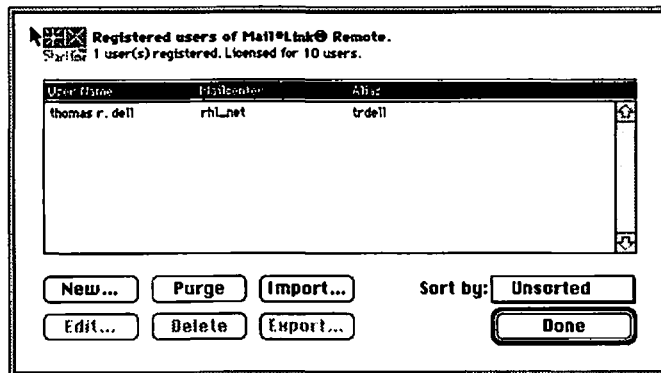 Registered users of Mail*Link® Remote.
StarNine 1 user(s) registered. Licensed for 10 users.
User Name Mailcenter Alias
thomas r. dell rhl_net trdell
New... Purge Import... Sort by: Unsorted
Edit... Delete Export... Done